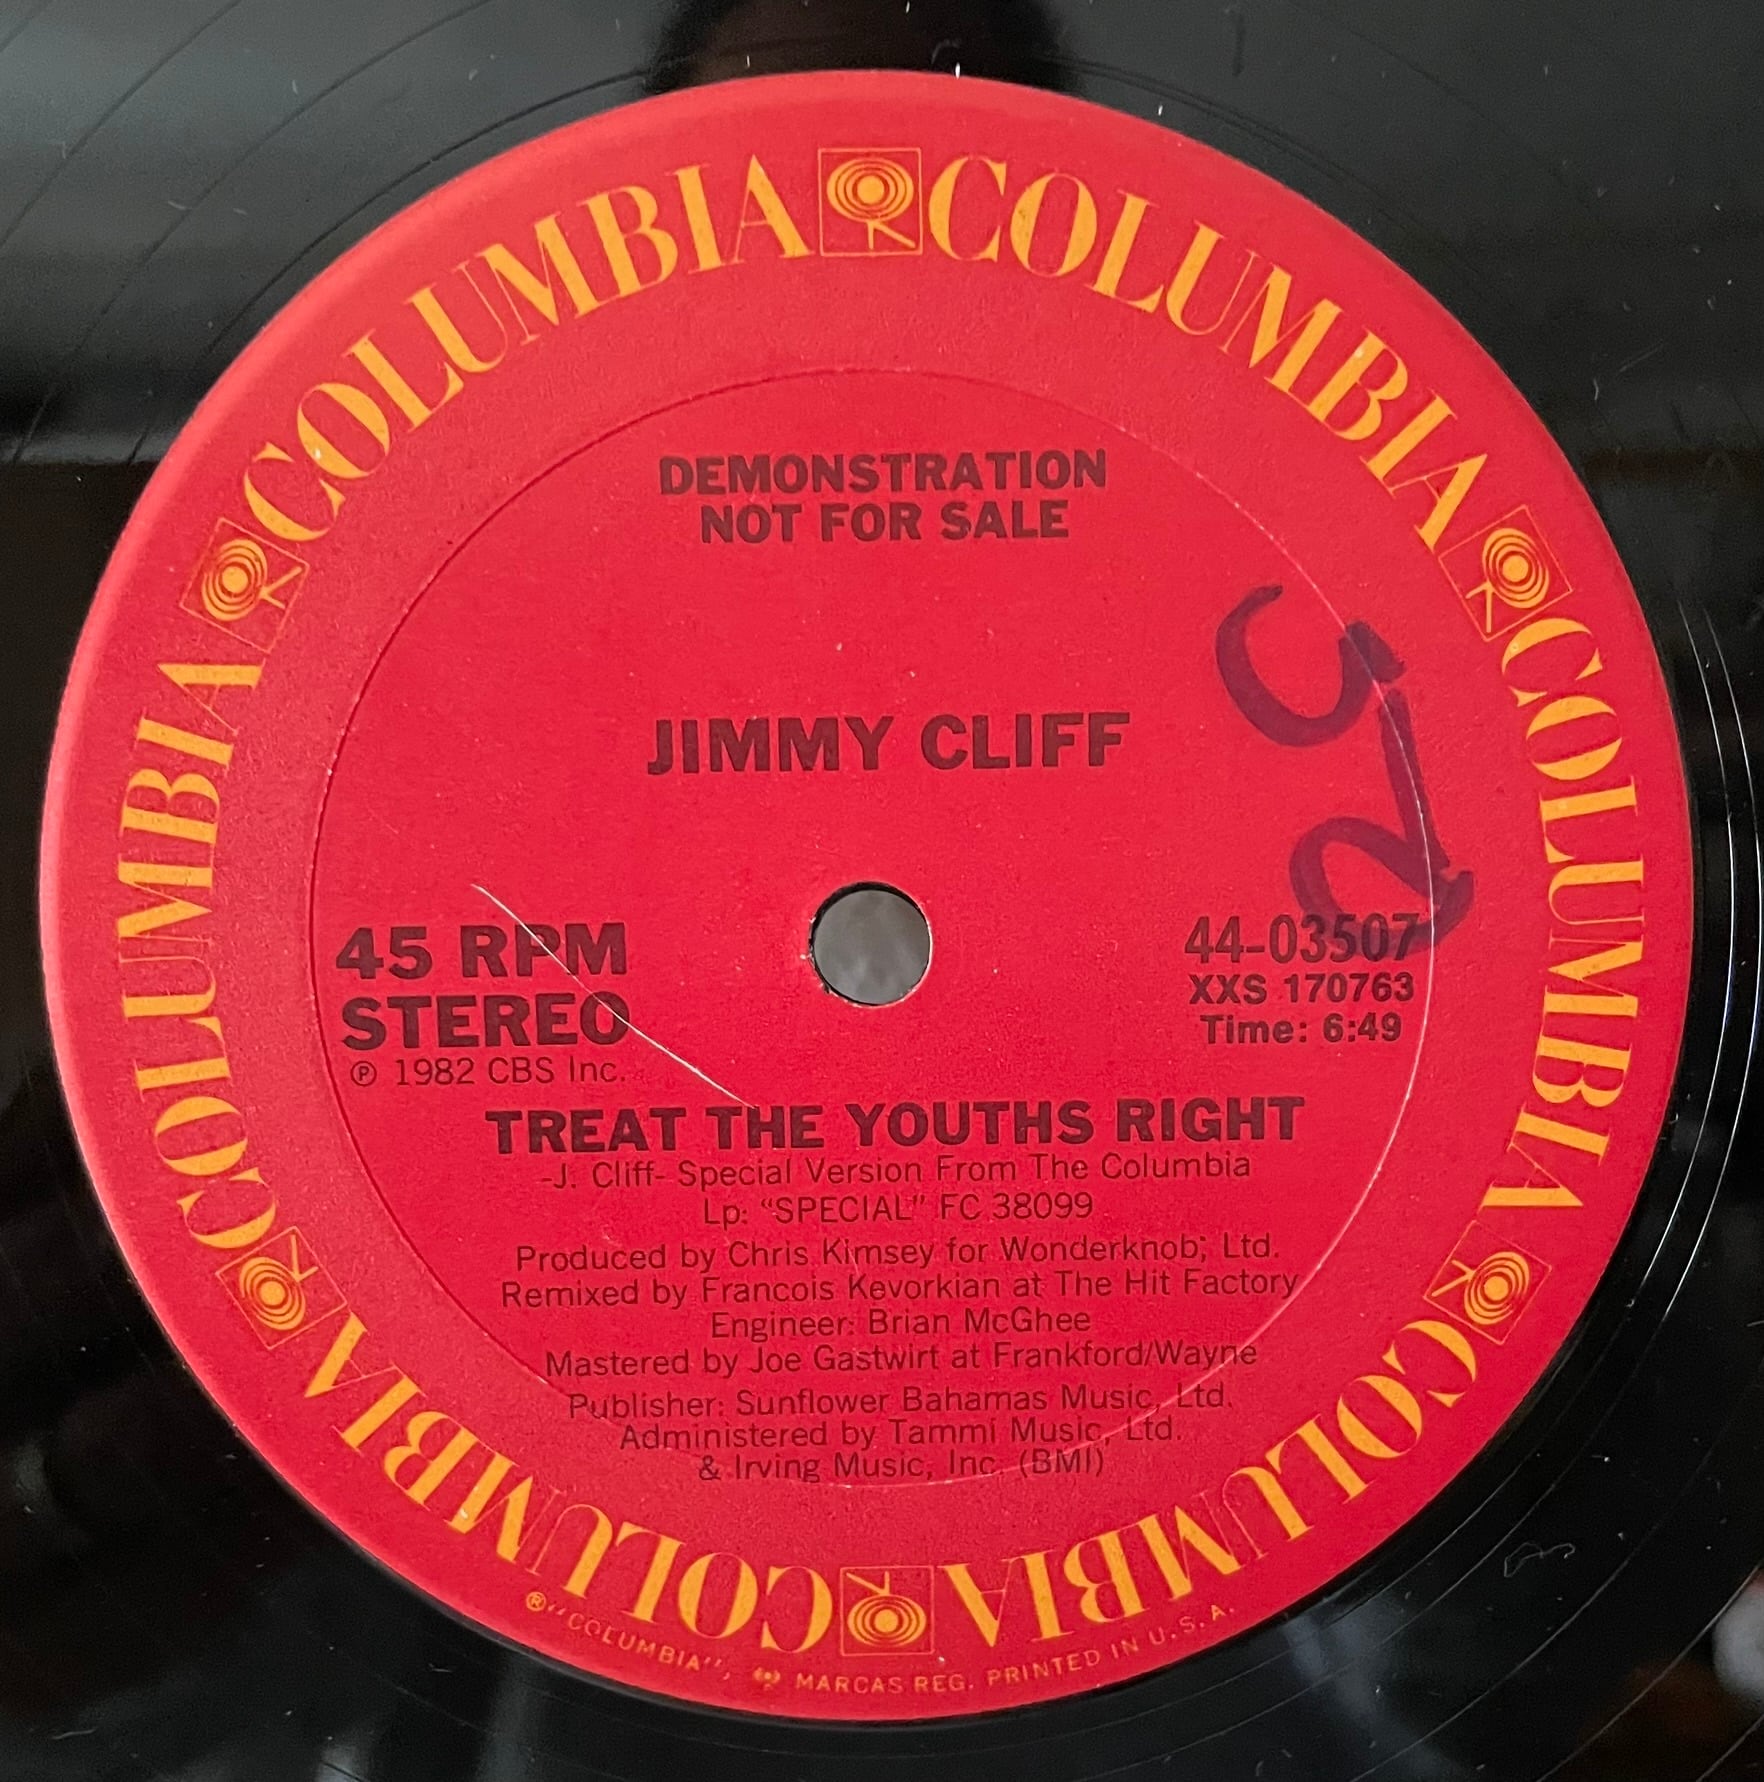 COLUMBIA COLUMBIA COLUMBIA COLUMBIA COLUMBIA COLUMBIA
DEMONSTRATION
NOT FOR SALE
JIMMY CLIFF
45 RPM
STEREO
℗ 1982 CBS Inc.
44-03507
XXS 170763
Time: 6:49
TREAT THE YOUTHS RIGHT
-J. Cliff- Special Version From The Columbia
Lp: "SPECIAL" FC 38099
Produced by Chris Kimsey for Wonderknob, Ltd.
Remixed by Francois Kevorkian at The Hit Factory
Engineer: Brian McGhee
Mastered by Joe Gastwirt at Frankford/Wayne
Publisher: Sunflower Bahamas Music, Ltd.
Administered by Tammi Music, Ltd.
& Irving Music, Inc. (BMI)
® "COLUMBIA", MARCAS REG. PRINTED IN U.S.A.